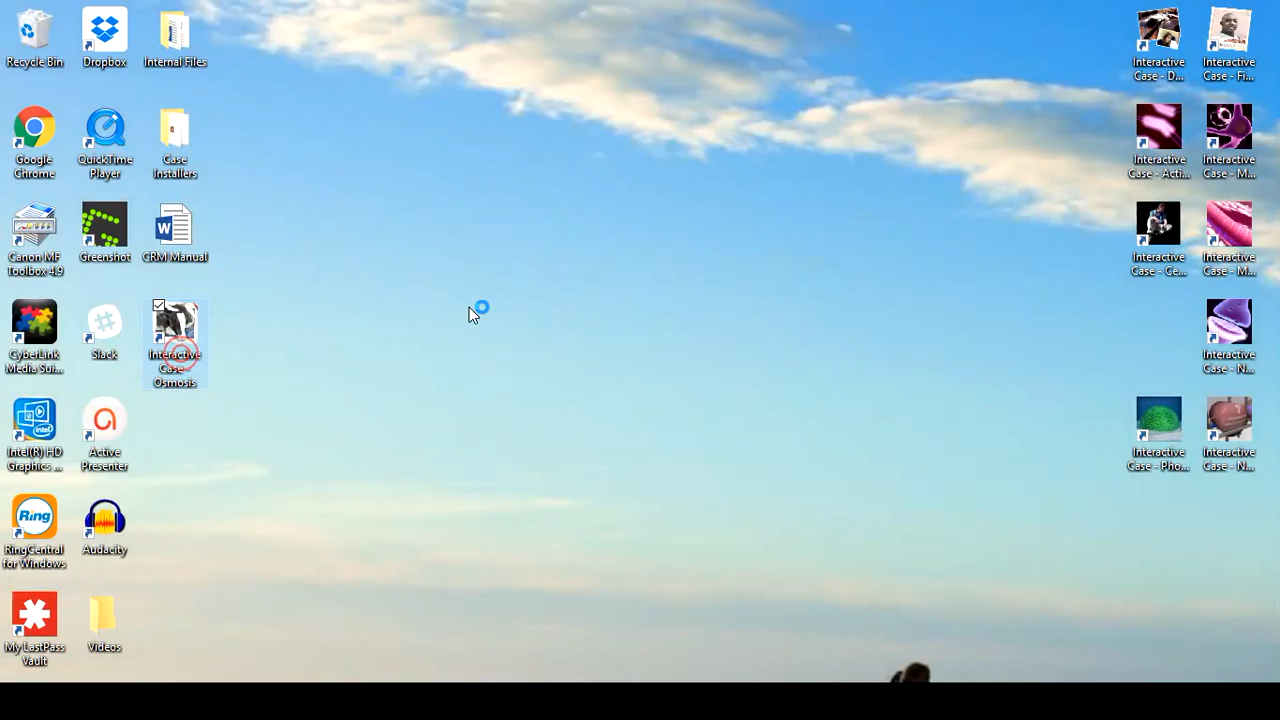 Recycle Bin
Dropbox
Internal Files
Interactive
Case - D...
Interactive
Case - Fi...
Google
Chrome
QuickTime
Player
Case
Installers
Interactive
Case - Acti...
Interactive
Case - M...
Canon MF
Toolbox 4.9
Greenshot
W
CRM Manual
Interactive
Case - Ce...
Interactive
Case - M...
CyberLink
Media Sui...
Slack
Interactive
Case -
Osmosis
Interactive
Case - N...
intel
Intel(R) HD
Graphics ...
Active
Presenter
Interactive
Case - Pho...
Interactive
Case - N...
Ring
RingCentral
for Windows
Audacity
My LastPass
Vault
Videos